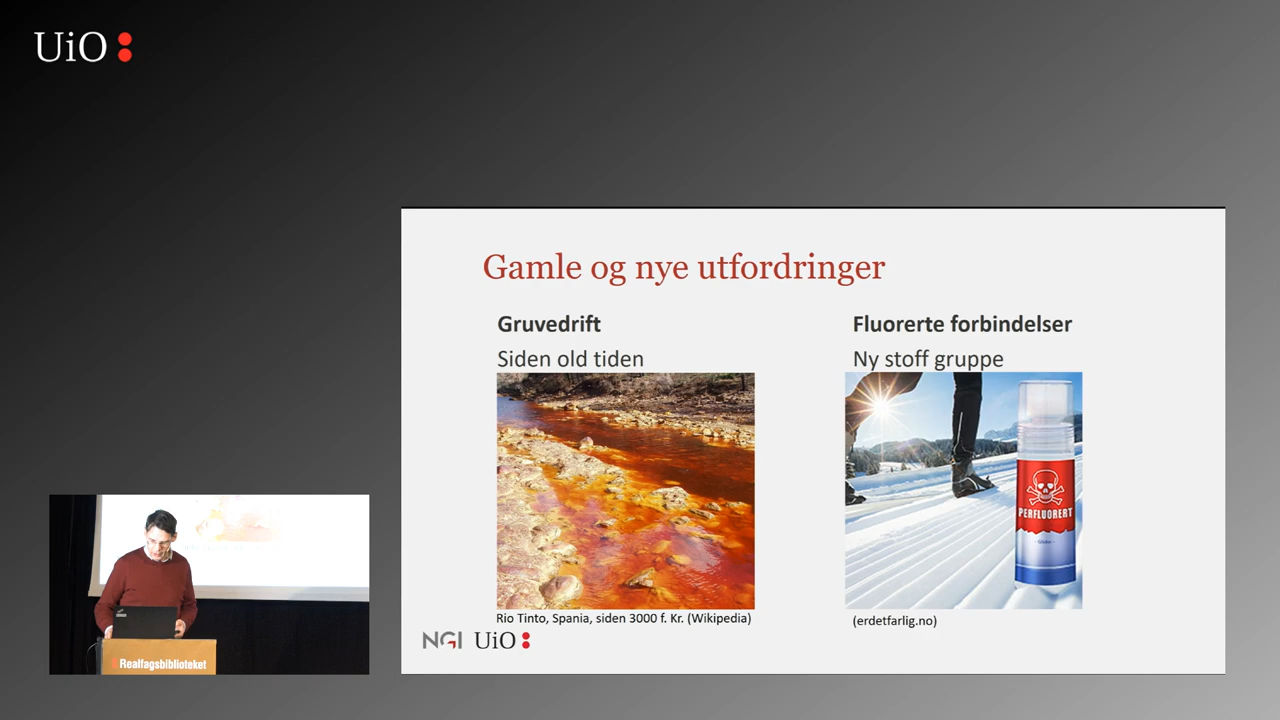 UiO
Gamle og nye utfordringer
Gruvedrift
Siden old tiden
Rio Tinto, Spania, siden 3000 f. Kr. (Wikipedia)
Fluorerte forbindelser
Ny stoff gruppe
PERFLUORERT
(erdetfarlig.no)
NGI UiO
Realfagsbiblioteket